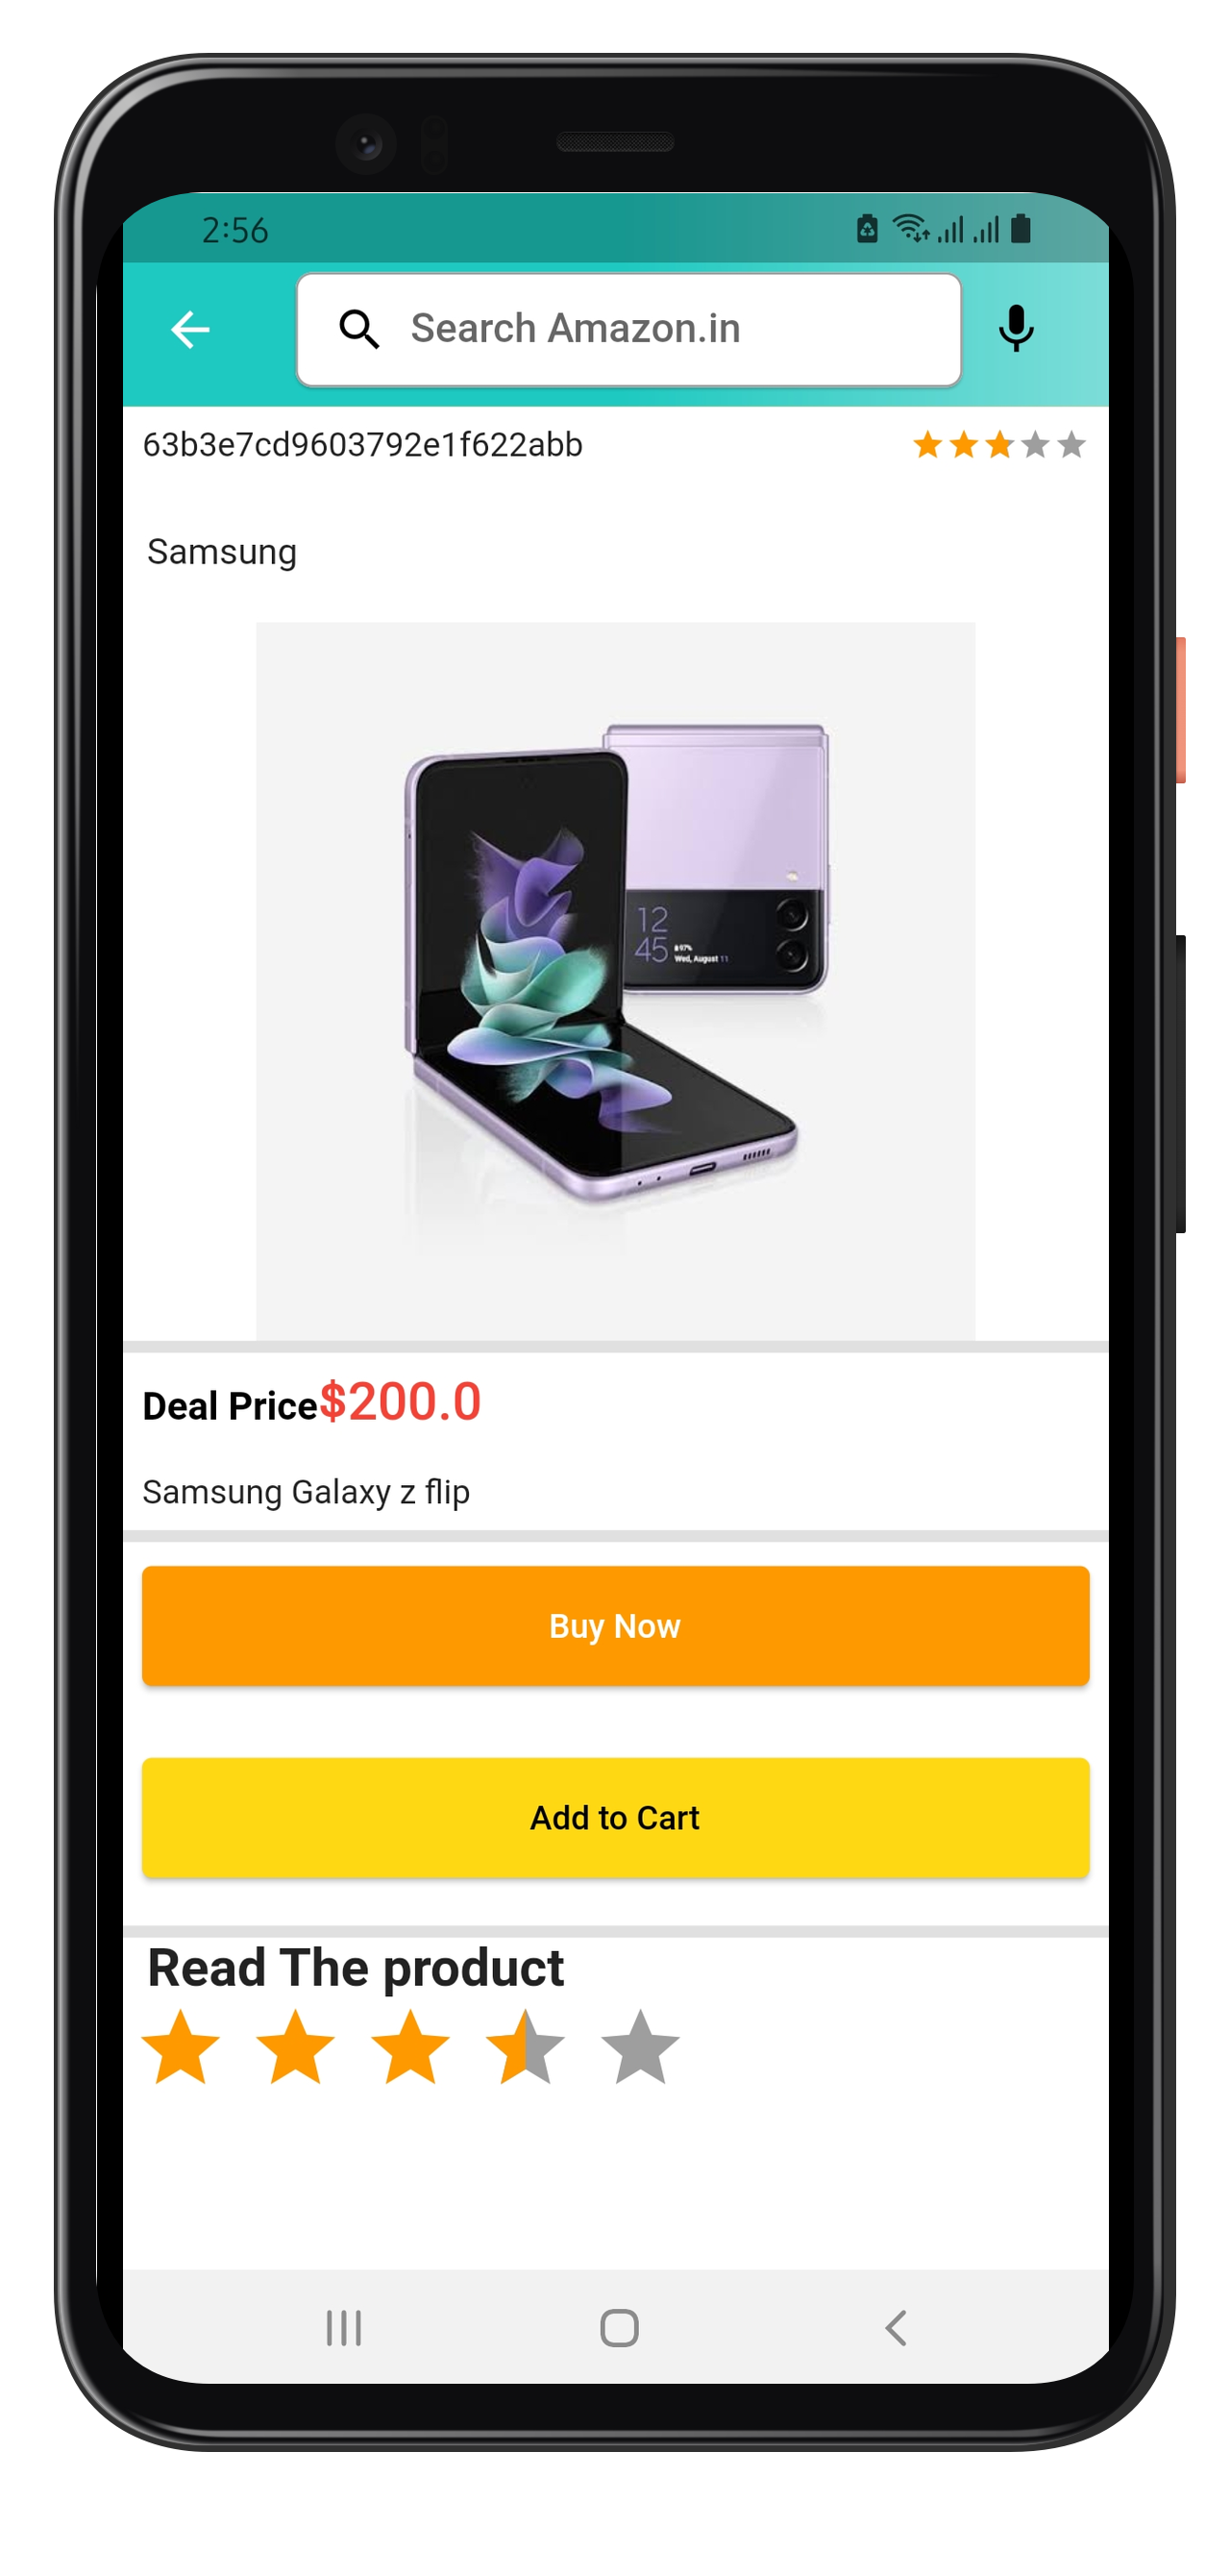 2:56
Search Amazon.in
63b3e7cd9603792e1f622abb
Samsung
12
45
97%
Wed, August 11
Deal Price$200.0
Samsung Galaxy z flip
Buy Now
Add to Cart
Read The product